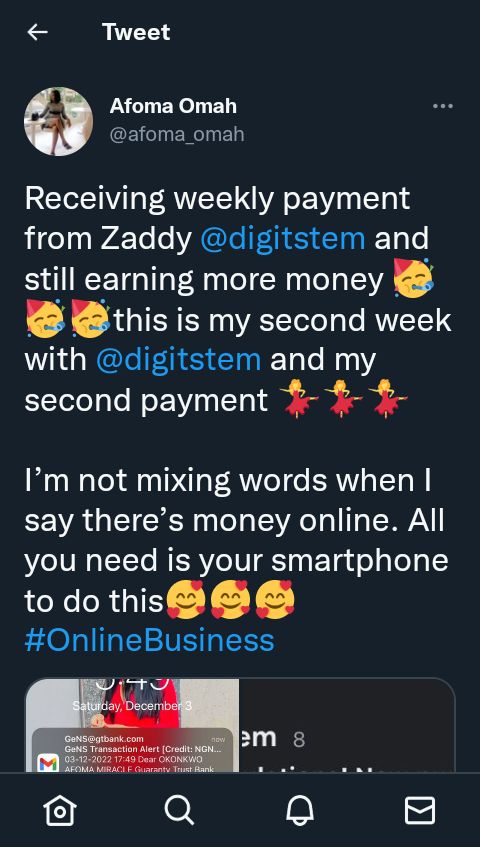 Tweet
Afoma Omah
@afoma_omah
Receiving weekly payment
from Zaddy @digitstem and
still earning more money 🥳
🥳🥳this is my second week
with @digitstem and my
second payment 💃💃💃
I’m not mixing words when I
say there’s money online. All
you need is your smartphone
to do this🥰🥰🥰
#OnlineBusiness
Saturday, December 3
GeNS@gtbank.com now
GeNS Transaction Alert [Credit: NGN...
03-12-2022 17:49 Dear OKONKWO
AFOMA MIRACLE Guaranty Trust Bank
em 8